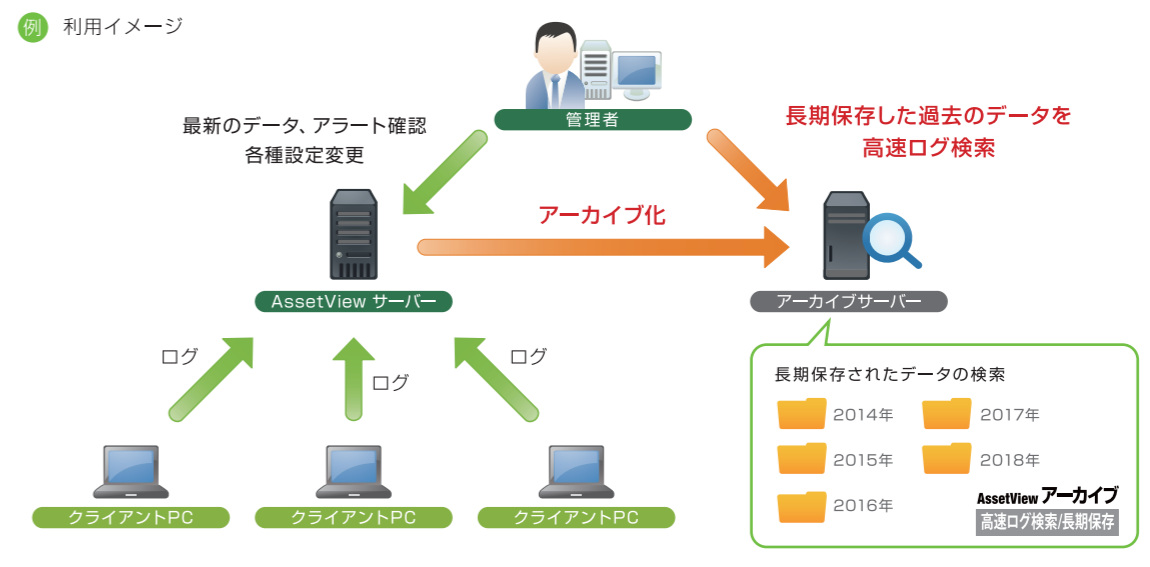 例 利用イメージ
管理者
最新のデータ、アラート確認
各種設定変更
長期保存した過去のデータを
高速ログ検索
アーカイブ化
AssetView サーバー
アーカイブサーバー
ログ
ログ
ログ
クライアントPC
クライアントPC
クライアントPC
長期保存されたデータの検索
2014年
2017年
2015年
2018年
2016年
AssetView アーカイブ
高速ログ検索/長期保存